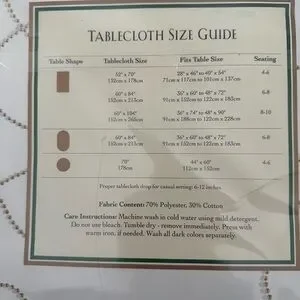 TABLECLOTH SIZE GUIDE
Table Shape Tablecloth Size Fits Table Size Seating
52" x 70" 28" x 46" to 40" x 54" 4-6
132cm x 178cm 71cm x 117cm to 101cm x 137cm
60" x 84" 36" x 60" to 48" x 72" 6-8
152cm x 213cm 91cm x 152cm to 122cm x 183cm
60" x 104" 36" x 74" to 48" x 90" 8-10
152cm x 265cm 91cm x 188cm to 122cm x 228cm
60" x 84" 36" x 60" to 48" x 72" 6-8
152cm x 213cm 91cm x 152cm to 122cm x 183cm
70" 44" x 60" 4-6
178cm 112cm x 152cm
Proper tablecloth drop for casual setting: 6-12 inches
Fabric Content: 70% Polyester, 30% Cotton
Care Instructions: Machine wash in cold water using mild detergent.
Do not use bleach. Tumble dry - remove immediately. Press with
warm iron, if needed. Wash all dark colors separately.